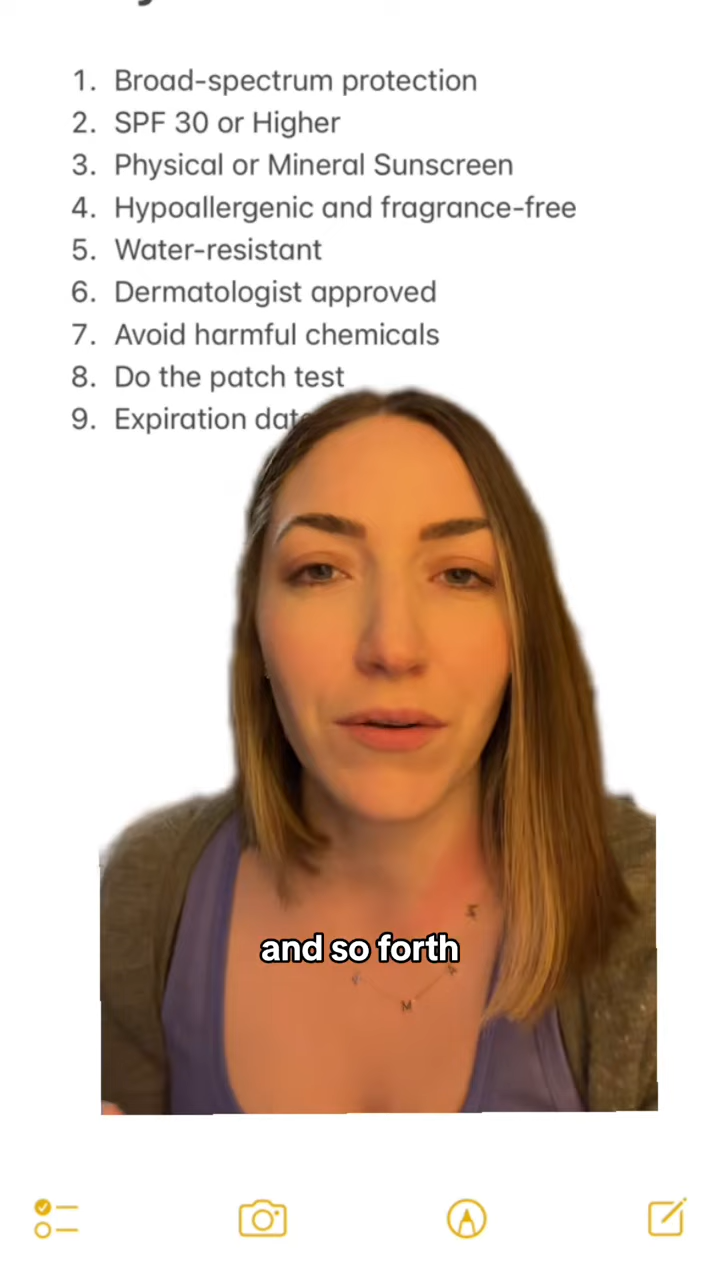 1. Broad-spectrum protection
2. SPF 30 or Higher
3. Physical or Mineral Sunscreen
4. Hypoallergenic and fragrance-free
5. Water-resistant
6. Dermatologist approved
7. Avoid harmful chemicals
8. Do the patch test
9. Expiration date
and so forth
M